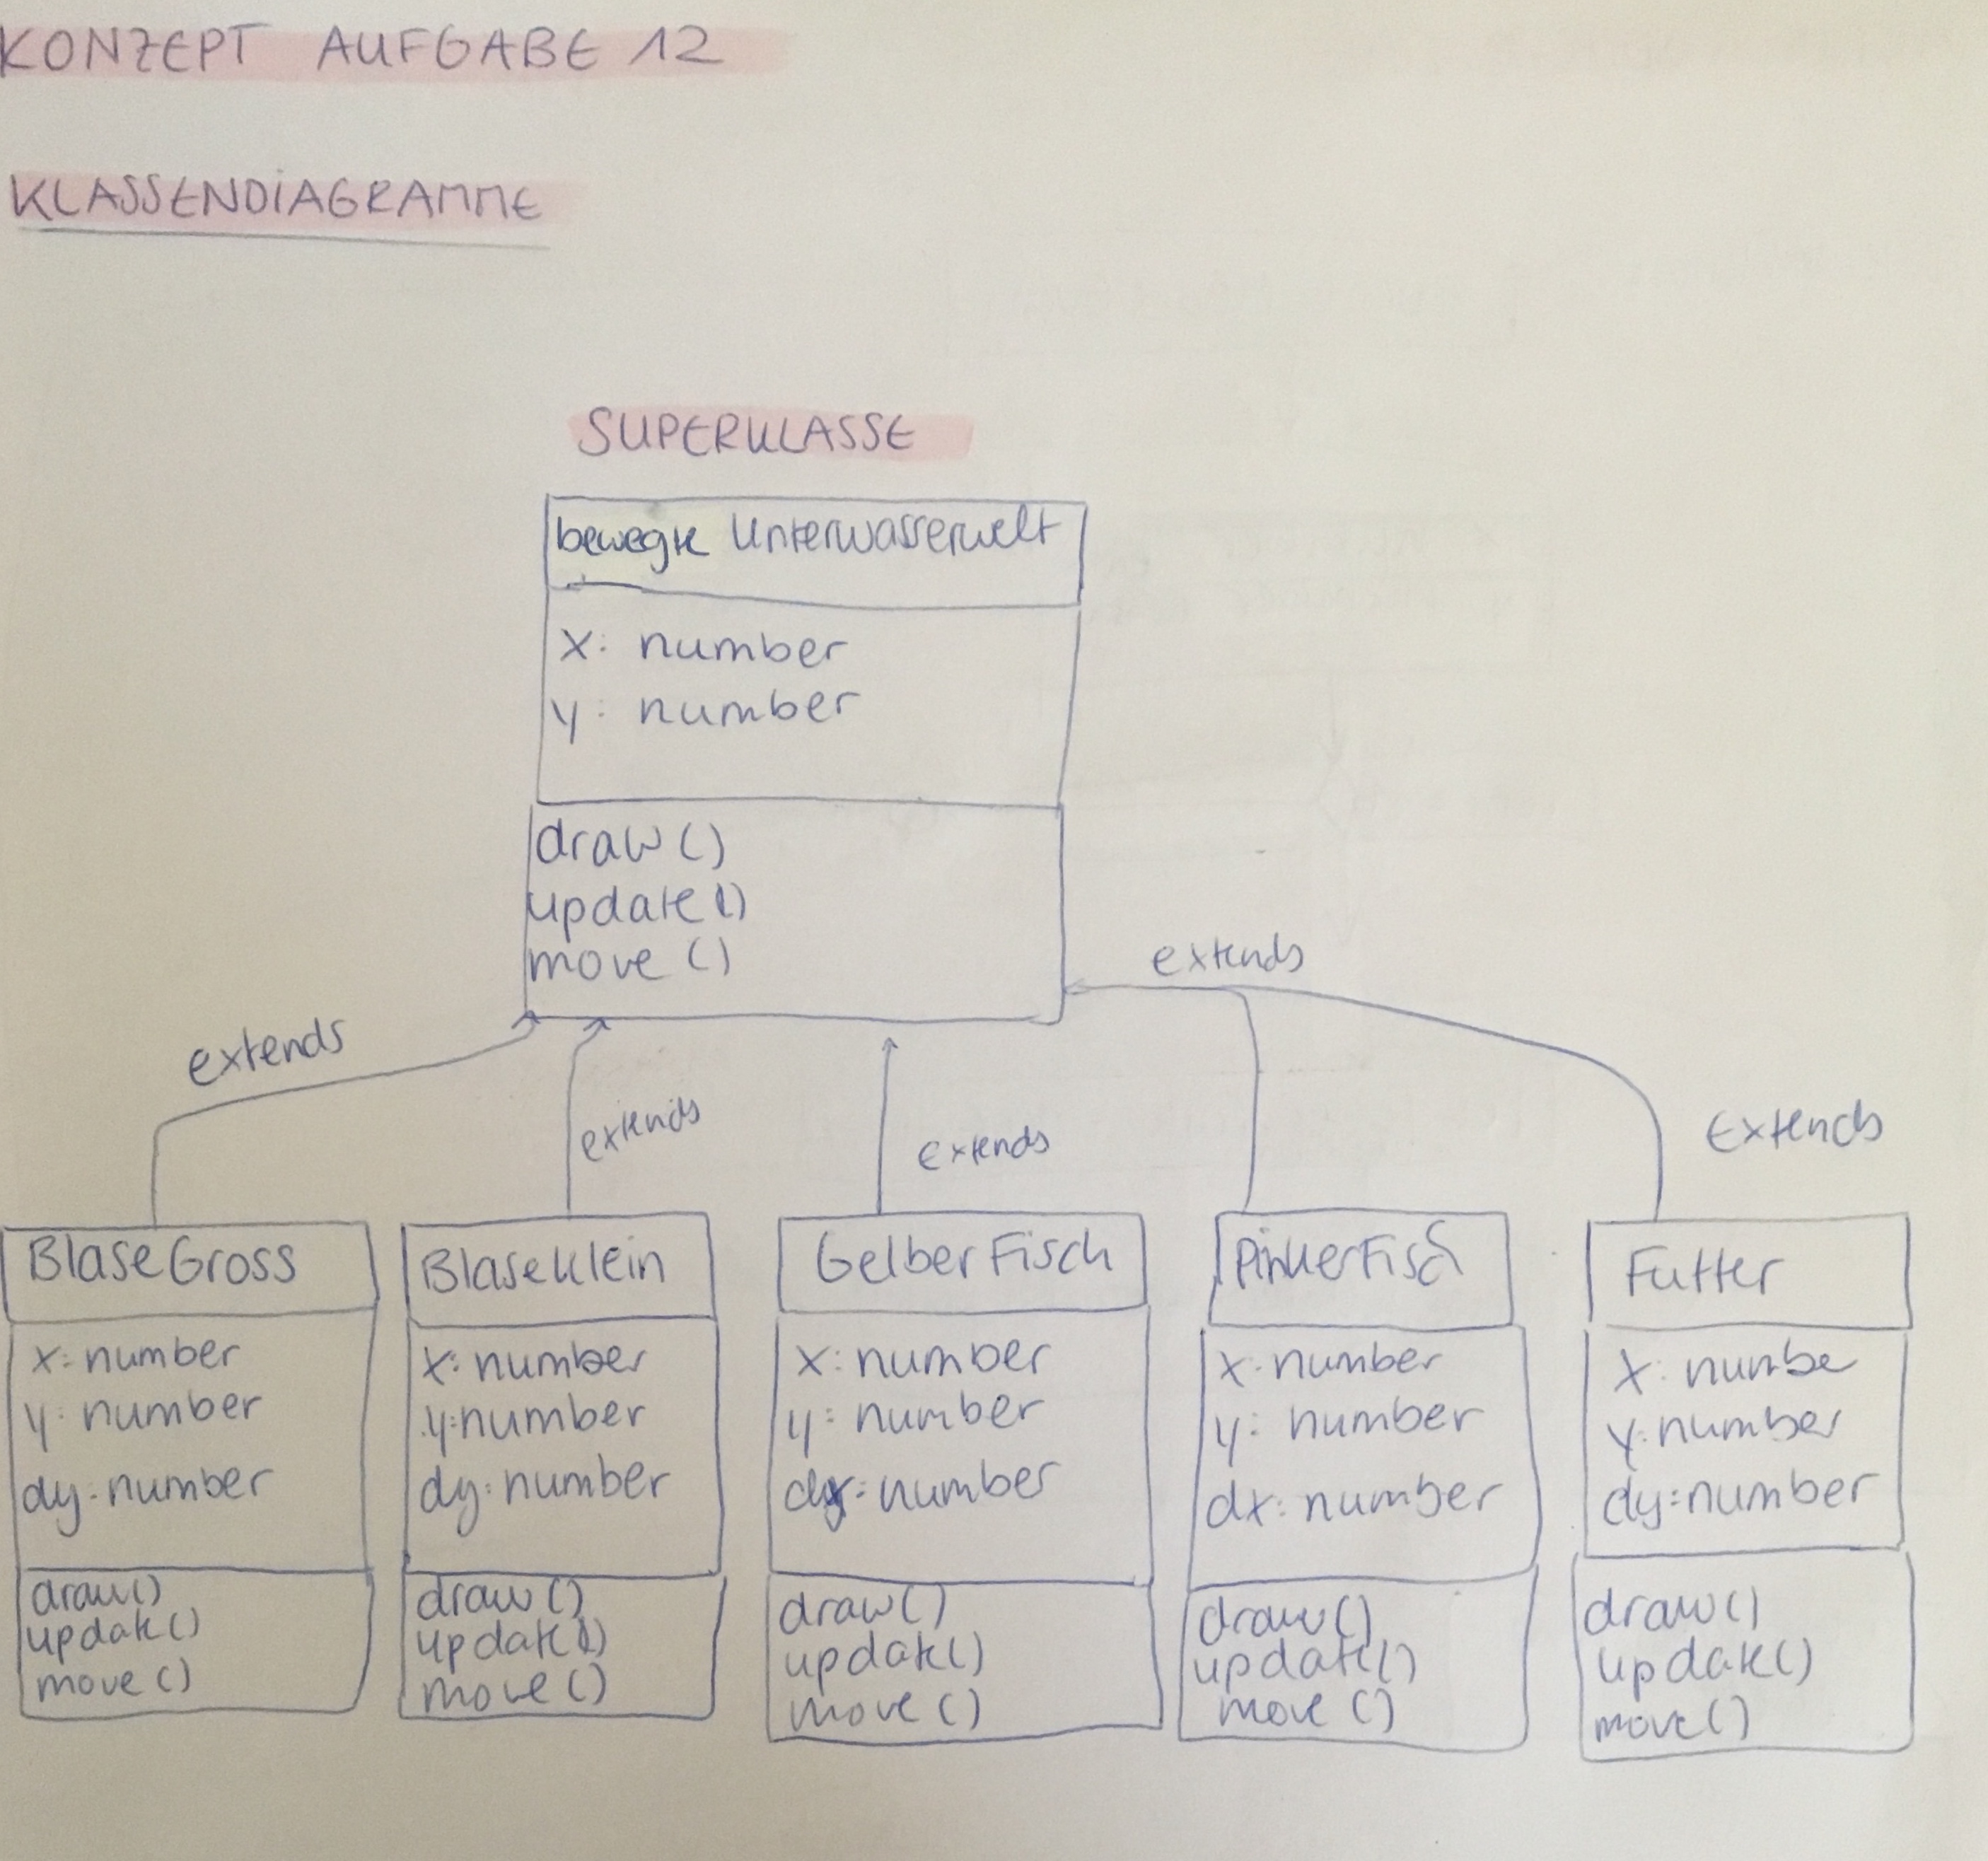 KONZEPT AUFGABE 12
KLASSENDIAGRAMME
SUPERKLASSE
bewegte Unterwasserwelt
x: number
y: number
draw ()
update ()
move ()
extends
extends
extends
extends
extends
BlaseGross
x: number
y: number
dy: number
draw()
update()
move ()
BlaseKlein
x: number
y: number
dy: number
draw ()
update()
move ()
Gelber Fisch
x: number
y: number
dx: number
draw()
update()
move ()
PinkerFisch
x: number
y: number
dx: number
draw()
update()
move ()
Futter
x: numbe
y: number
dy: number
draw()
update()
move()